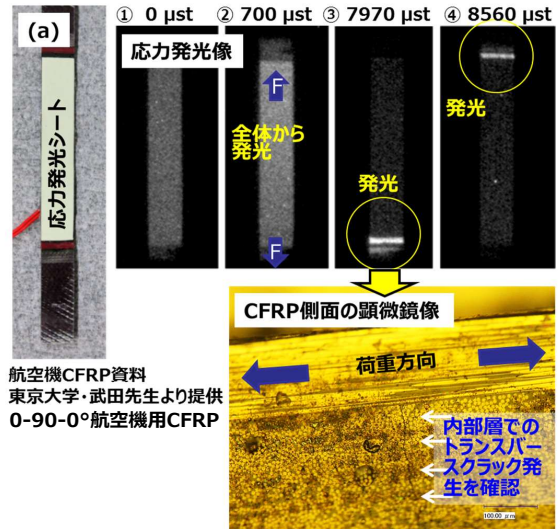 (a)
① 0 μst ② 700 μst ③ 7970 μst ④ 8560 μst
応力発光像
応力発光シート
F
全体から
発光
F
発光
発光
CFRP側面の顕微鏡像
荷重方向
内部層での
トランスバー
スクラック発
生を確認
100.00 μm
航空機CFRP資料
東京大学・武田先生より提供
0-90-0°航空機用CFRP